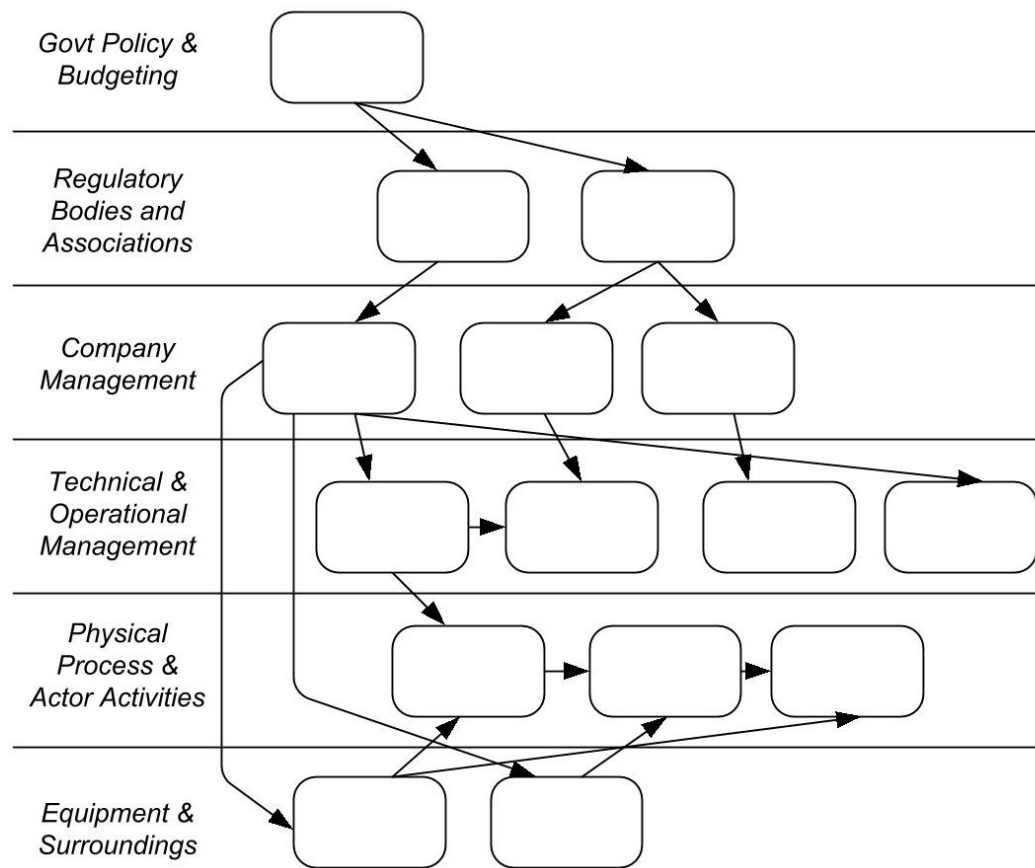 Govt Policy &
Budgeting
Regulatory
Bodies and
Associations
Company
Management
Technical &
Operational
Management
Physical
Process &
Actor Activities
Equipment &
Surroundings